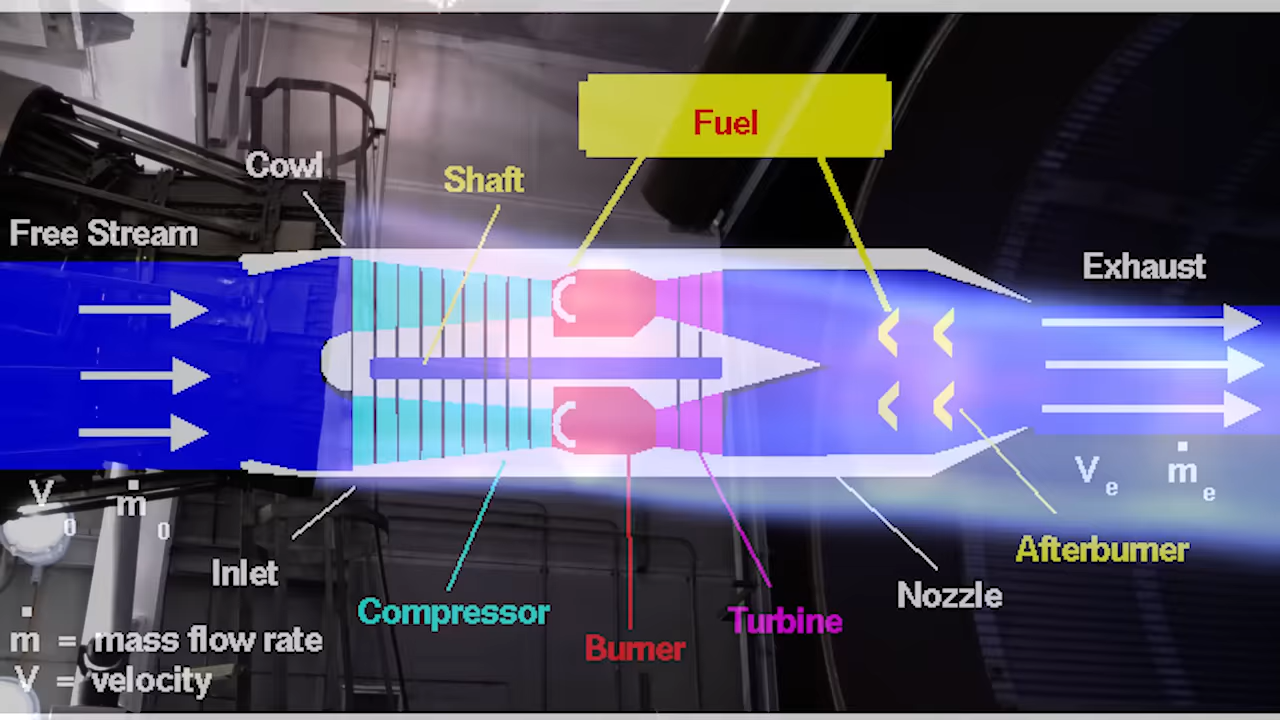 Fuel
Cowl
Shaft
Free Stream
Exhaust
V0 ṁ0
Ve ṁe
Afterburner
Inlet
Nozzle
Compressor
Turbine
Burner
ṁ = mass flow rate
V = velocity